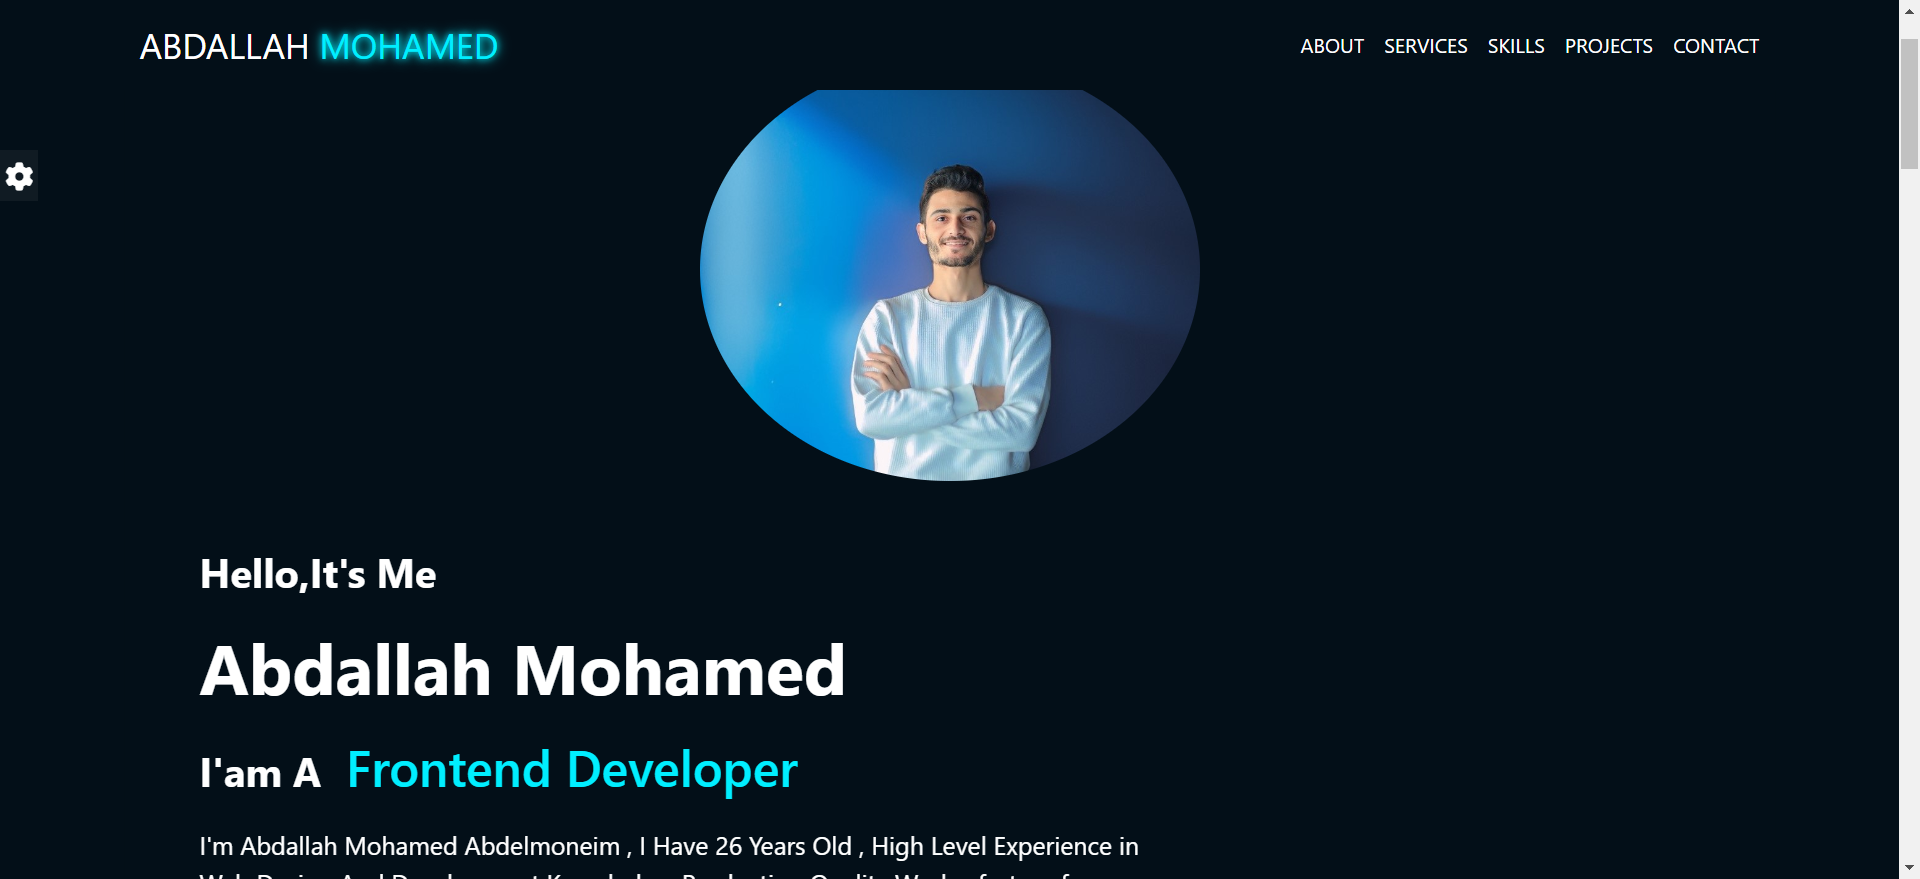 ABDALLAH MOHAMED
ABOUT SERVICES SKILLS PROJECTS CONTACT
Hello,It's Me
Abdallah Mohamed
I'am A Frontend Developer
I'm Abdallah Mohamed Abdelmoneim , I Have 26 Years Old , High Level Experience in